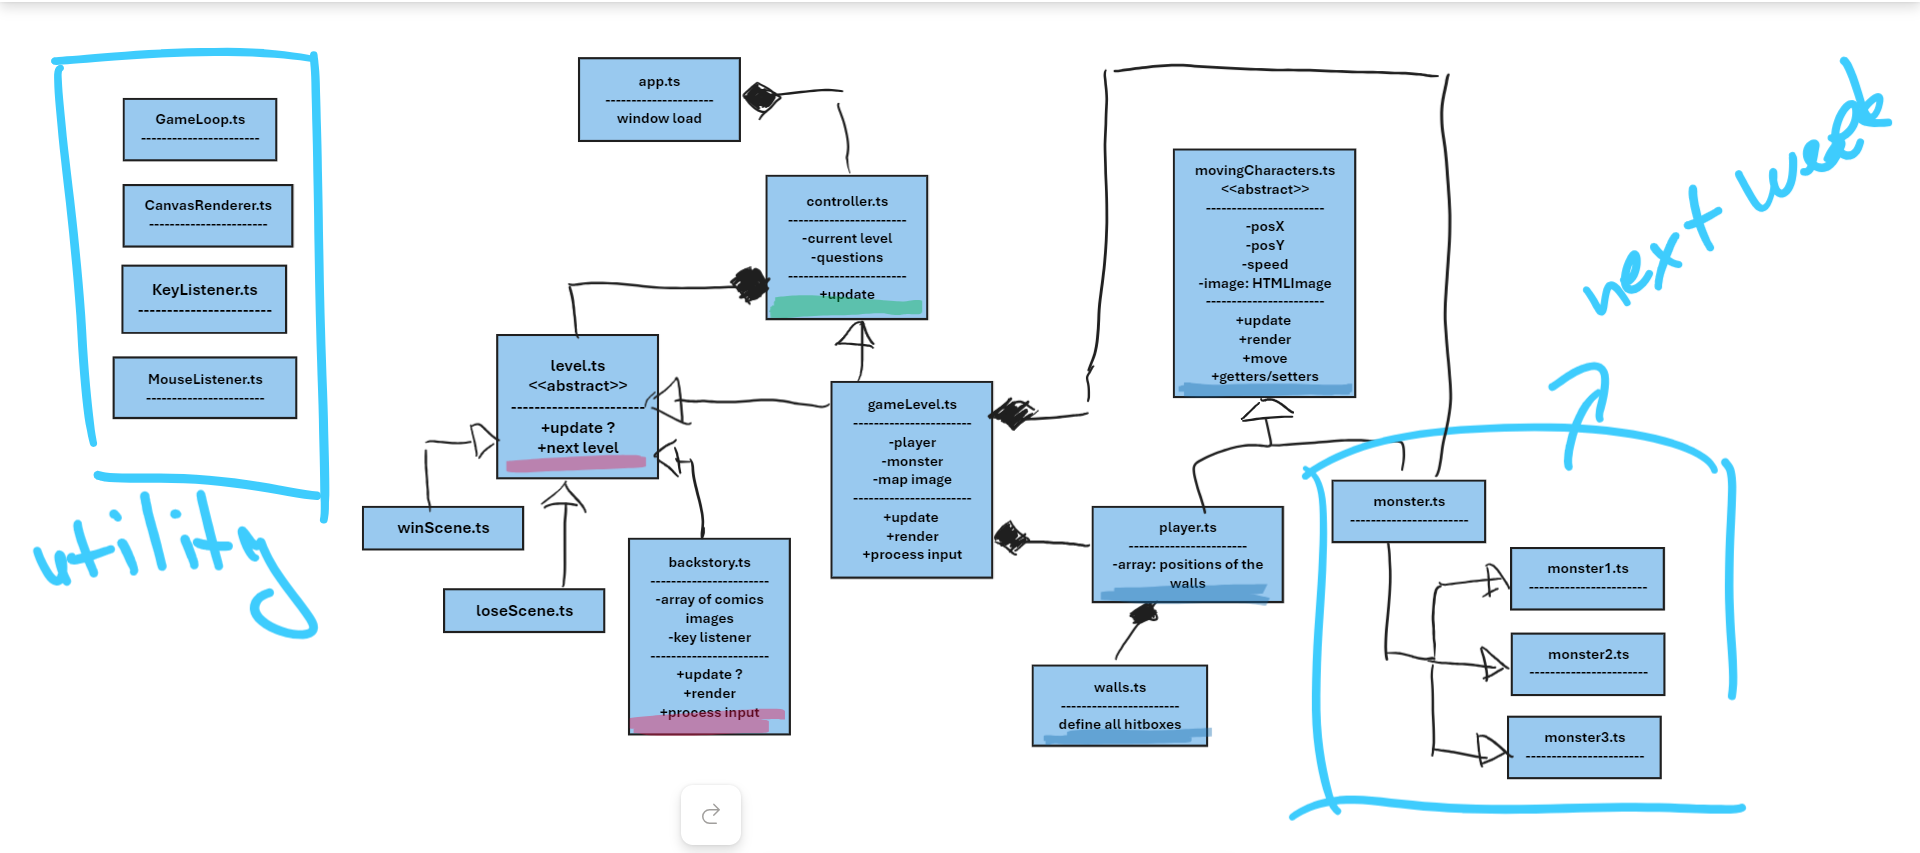 GameLoop.ts
-----------------------
CanvasRenderer.ts
-----------------------
KeyListener.ts
-----------------------
MouseListener.ts
-----------------------
utility
app.ts
---------------------
window load
controller.ts
-----------------------
-current level
-questions
-----------------------
+update
level.ts
<<abstract>>
-----------------------
+update ?
+next level
winScene.ts
loseScene.ts
backstory.ts
-----------------------
-array of comics
images
-key listener
-----------------------
+update ?
+render
+process input
gameLevel.ts
-----------------------
-player
-monster
-map image
-----------------------
+update
+render
+process input
movingCharacters.ts
<<abstract>>
-----------------------
-posX
-posY
-speed
-image: HTMLImage
-----------------------
+update
+render
+move
+getters/setters
player.ts
-----------------------
-array: positions of the
walls
walls.ts
-----------------------
define all hitboxes
next week
monster.ts
-----------------------
monster1.ts
-----------------------
monster2.ts
-----------------------
monster3.ts
-----------------------